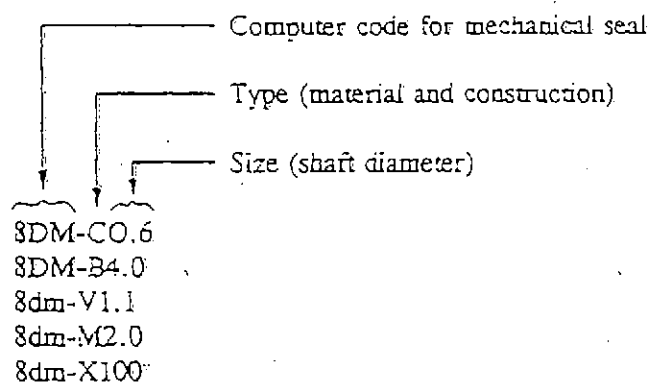 Computer code for mechanical seal
Type (material and construction)
Size (shaft diameter)
8DM-CO.6
8DM-B4.0
8dm-V1.1
8dm-M2.0
8dm-X100